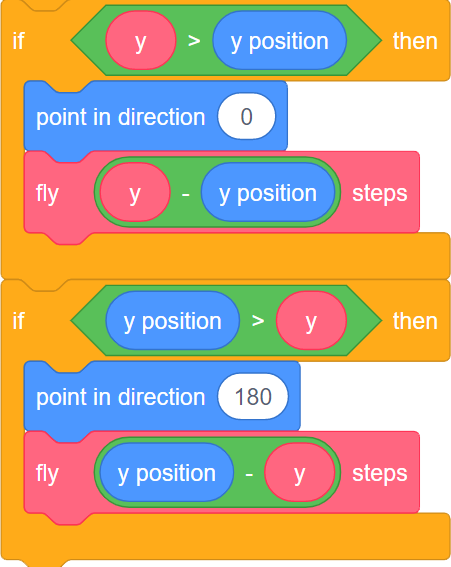 if y > y position then
point in direction 0
fly y - y position steps
if y position > y then
point in direction 180
fly y position - y steps